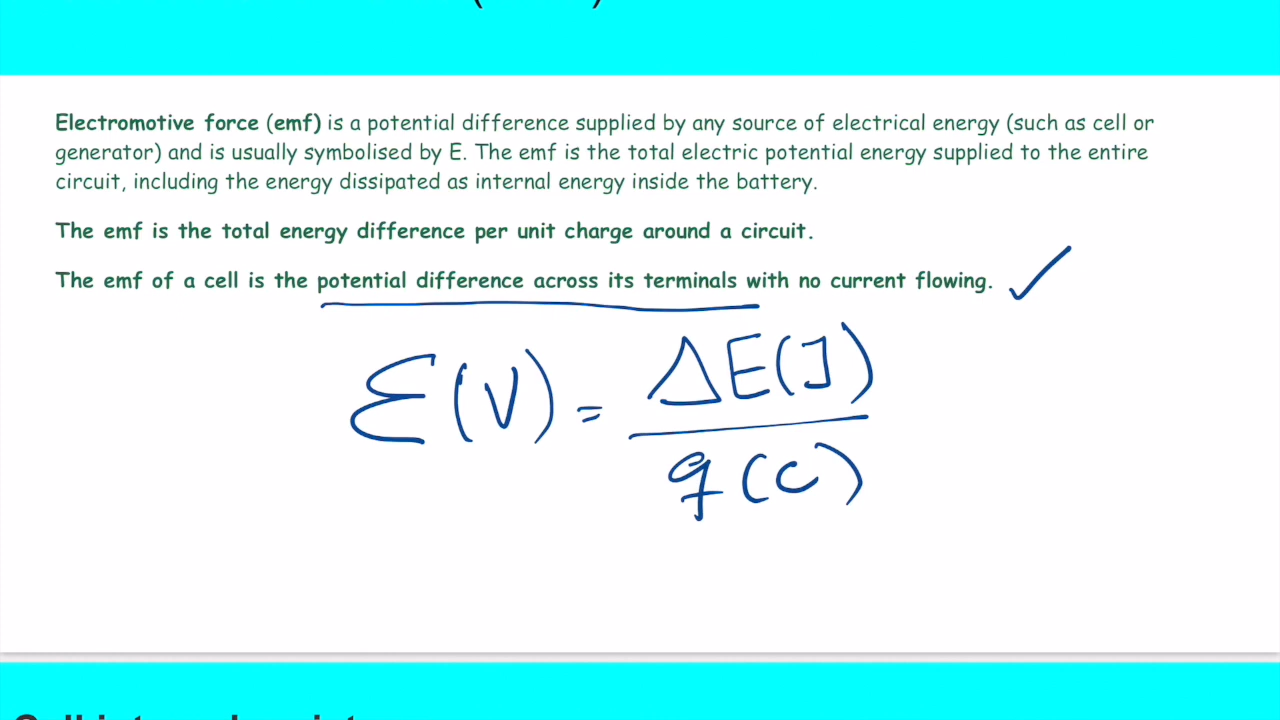 Electromotive force (emf) is a potential difference supplied by any source of electrical energy (such as cell or
generator) and is usually symbolised by E. The emf is the total electric potential energy supplied to the entire
circuit, including the energy dissipated as internal energy inside the battery.
The emf is the total energy difference per unit charge around a circuit.
The emf of a cell is the potential difference across its terminals with no current flowing. ✓
ℰ(V) = ΔE(J)
q(C)